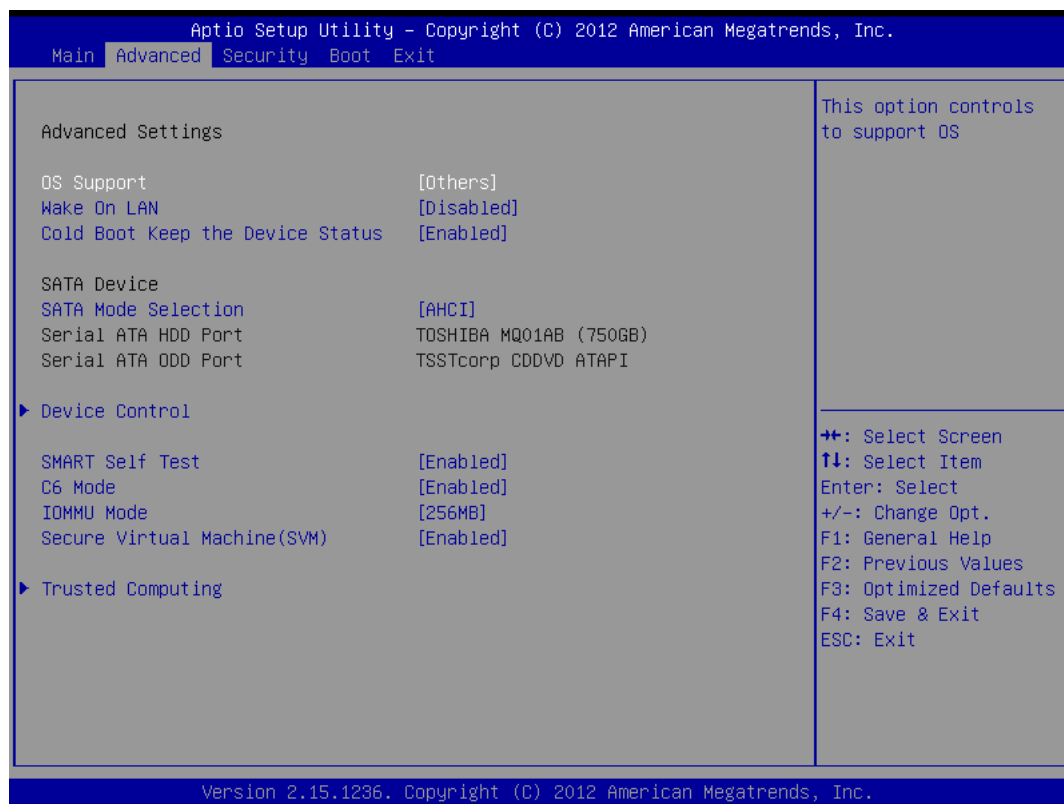 Aptio Setup Utility – Copyright (C) 2012 American Megatrends, Inc.
Main Advanced Security Boot Exit
Advanced Settings
OS Support [Others]
Wake On LAN [Disabled]
Cold Boot Keep the Device Status [Enabled]
SATA Device
SATA Mode Selection [AHCI]
Serial ATA HDD Port TOSHIBA MQ01AB (750GB)
Serial ATA ODD Port TSSTcorp CDDVD ATAPI
Device Control
SMART Self Test [Enabled]
C6 Mode [Enabled]
IOMMU Mode [256MB]
Secure Virtual Machine(SVM) [Enabled]
Trusted Computing
This option controls
to support OS
→←: Select Screen
↑↓: Select Item
Enter: Select
+/-: Change Opt.
F1: General Help
F2: Previous Values
F3: Optimized Defaults
F4: Save & Exit
ESC: Exit
Version 2.15.1236. Copyright (C) 2012 American Megatrends, Inc.